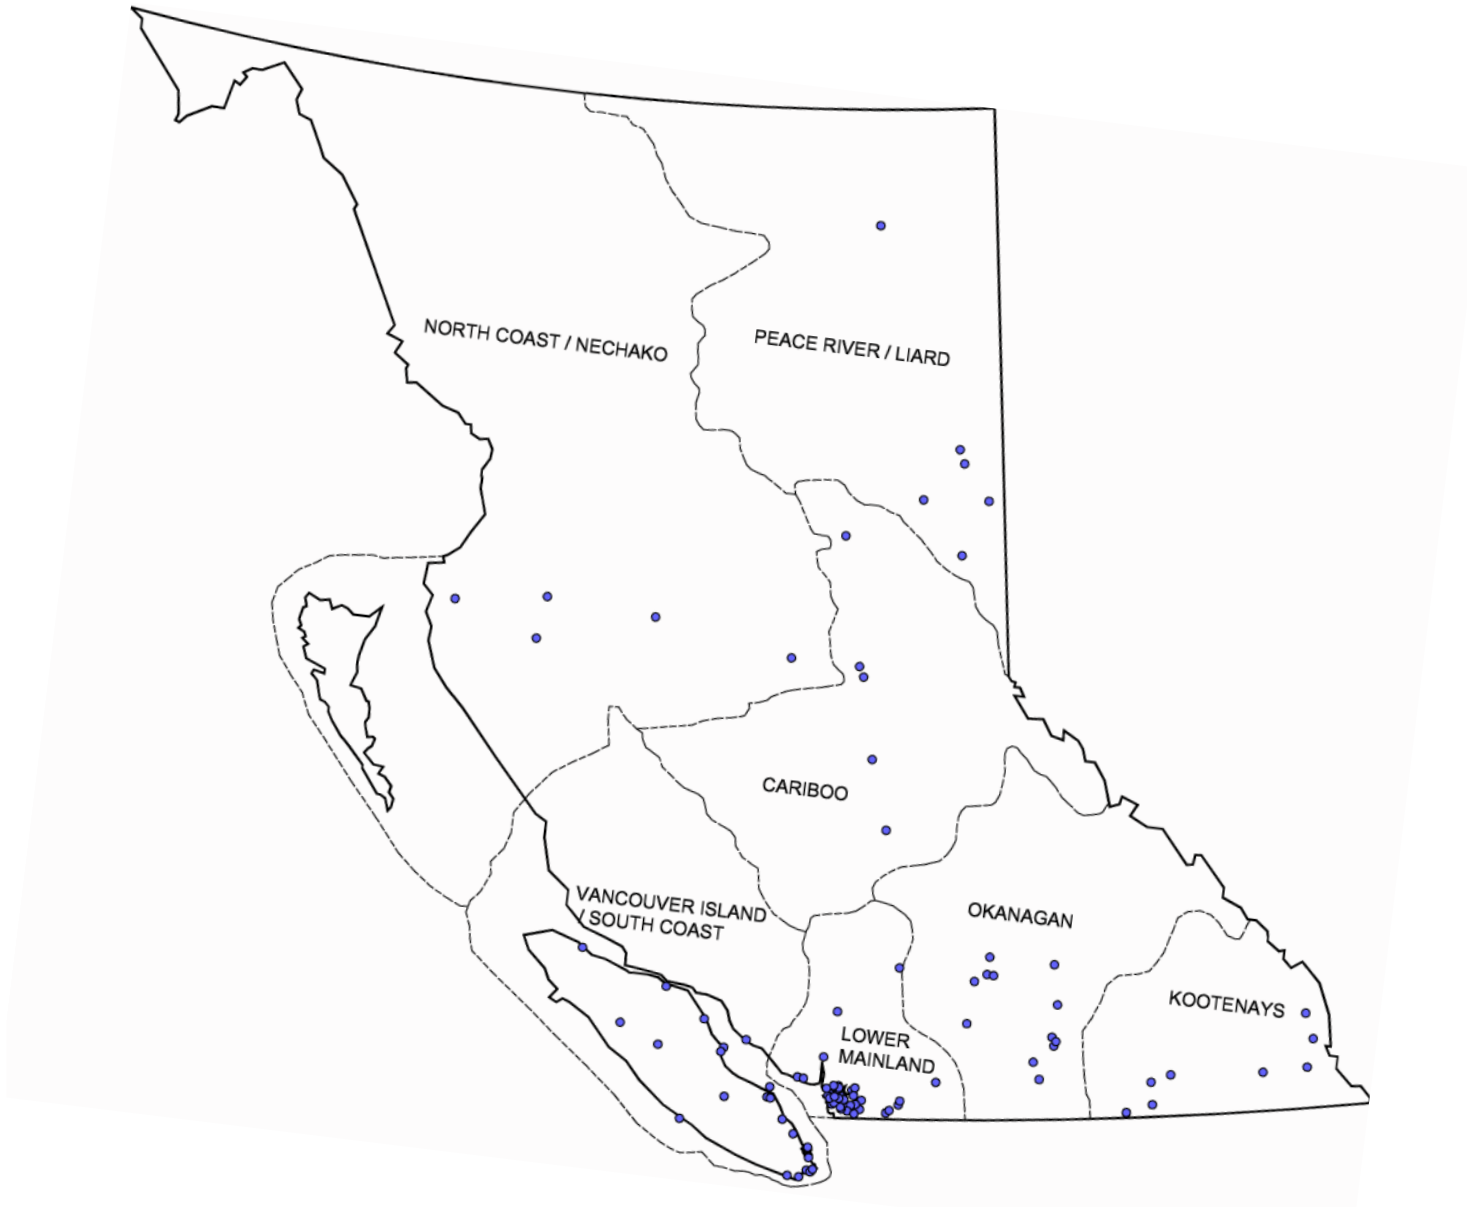 NORTH COAST / NECHAKO
PEACE RIVER / LIARD
CARIBOO
VANCOUVER ISLAND
/ SOUTH COAST
OKANAGAN
KOOTENAYS
LOWER
MAINLAND